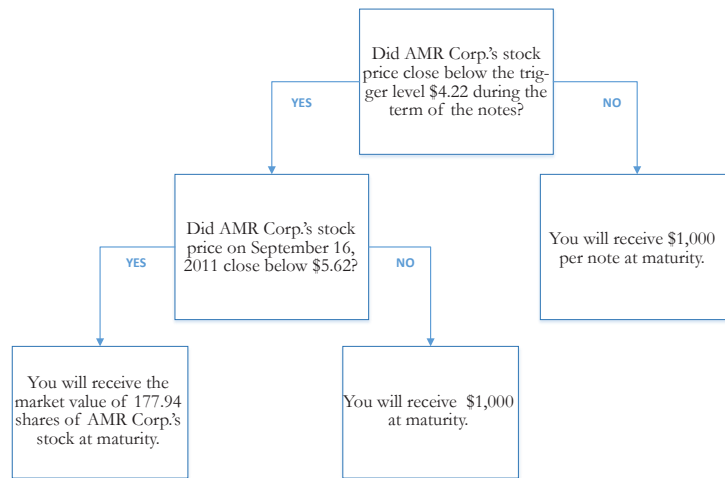 Did AMR Corp.'s stock
price close below the trig-
ger level $4.22 during the
term of the notes?
YES
NO
Did AMR Corp.'s stock
price on September 16,
2011 close below $5.62?
You will receive $1,000
per note at maturity.
YES
NO
You will receive the
market value of 177.94
shares of AMR Corp.'s
stock at maturity.
You will receive $1,000
at maturity.